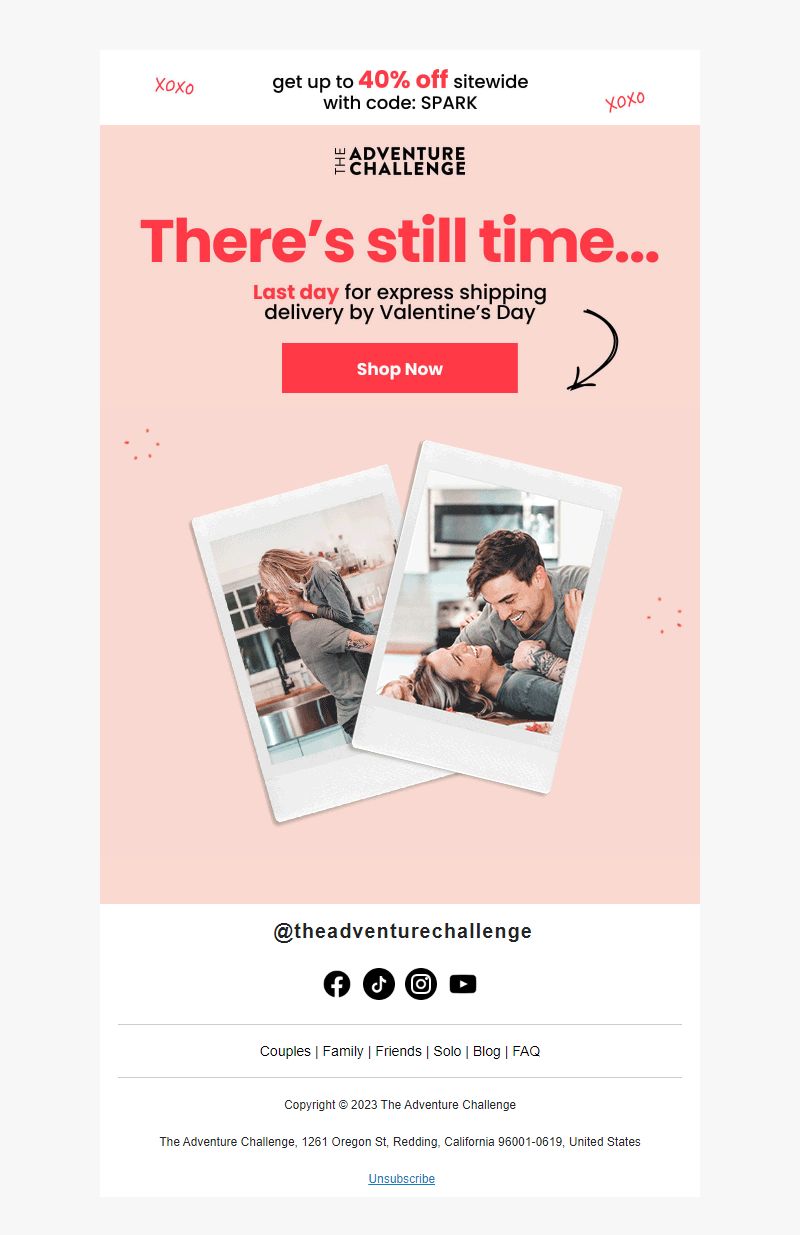 get up to 40% off sitewide
with code: SPARK
xoxo
xoxo
THE ADVENTURE
CHALLENGE
There's still time...
Last day for express shipping
delivery by Valentine's Day
Shop Now
@theadventurechallenge
Couples | Family | Friends | Solo | Blog | FAQ
Copyright © 2023 The Adventure Challenge
The Adventure Challenge, 1261 Oregon St, Redding, California 96001-0619, United States
Unsubscribe